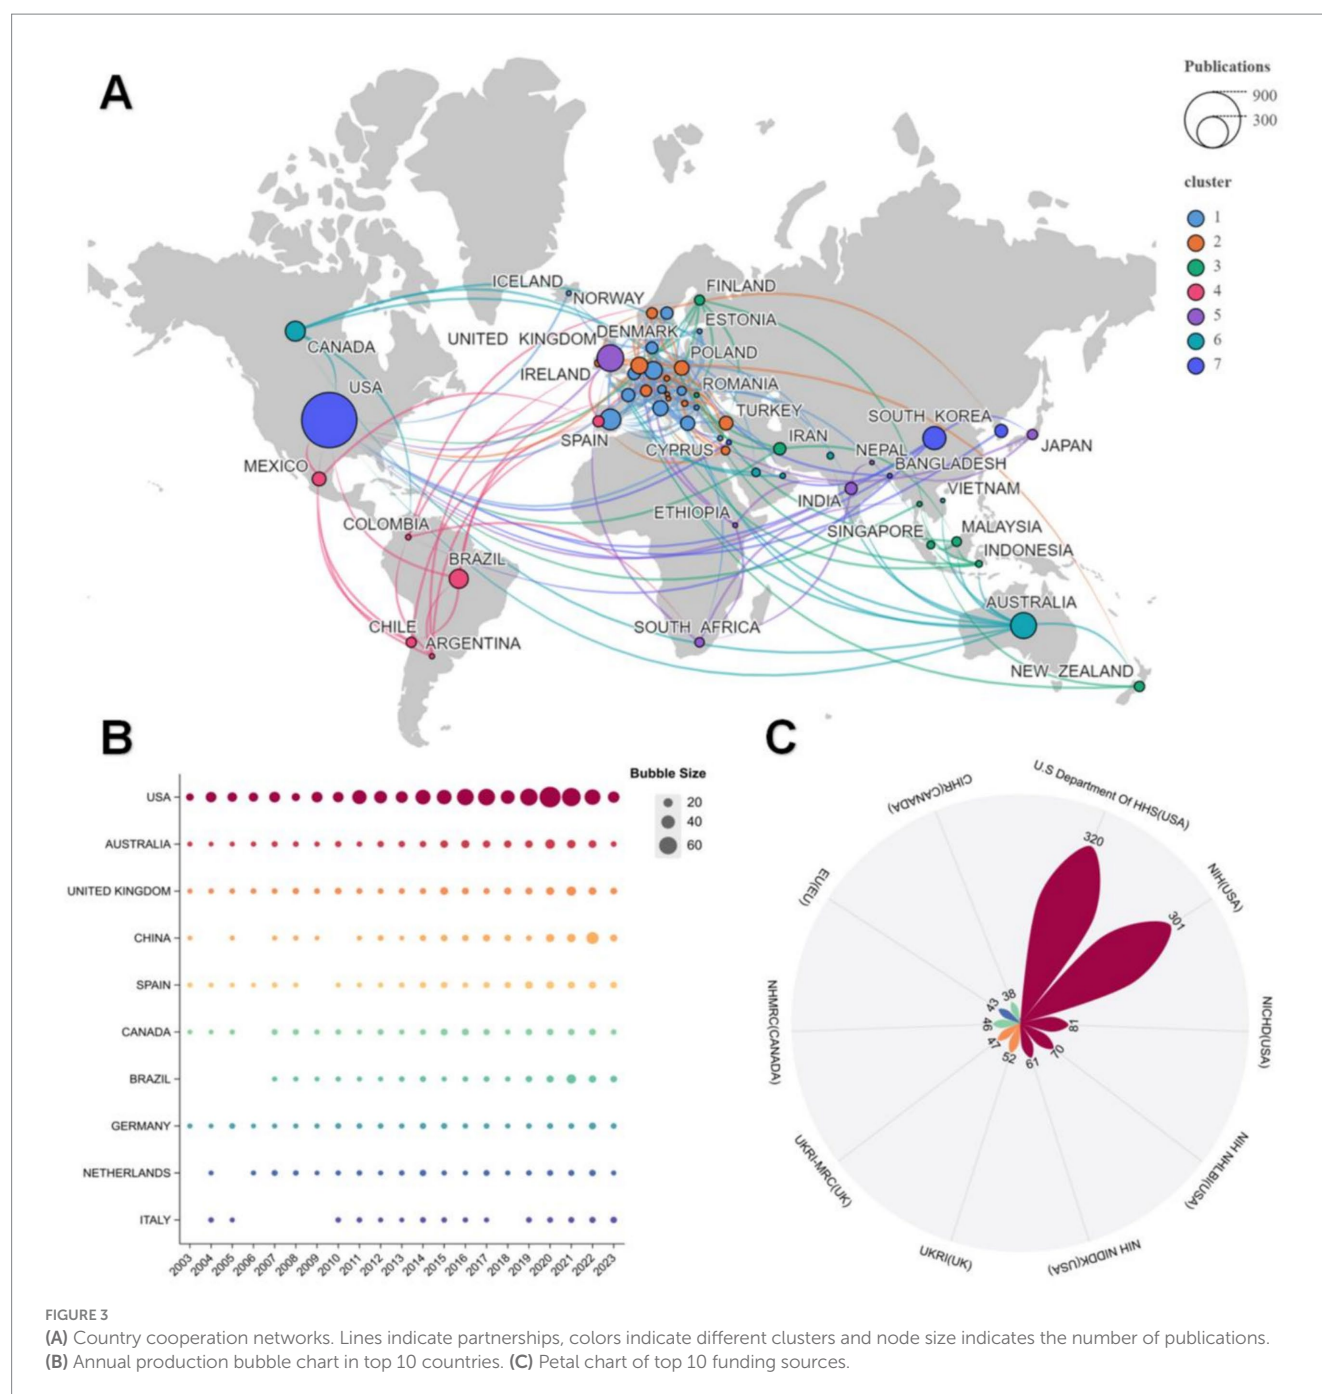 A
Publications
900
300
cluster
1
2
3
4
5
6
7
ICELAND
NORWAY
FINLAND
UNITED KINGDOM
DENMARK
ESTONIA
CANADA
IRELAND
POLAND
USA
ROMANIA
SPAIN
TURKEY
SOUTH KOREA
CYPRUS
IRAN
NEPAL
JAPAN
MEXICO
BANGLADESH
INDIA
VIETNAM
COLOMBIA
ETHIOPIA
SINGAPORE
MALAYSIA
BRAZIL
INDONESIA
AUSTRALIA
CHILE
ARGENTINA
SOUTH AFRICA
NEW ZEALAND
B
Bubble Size
20
40
60
USA
AUSTRALIA
UNITED KINGDOM
CHINA
SPAIN
CANADA
BRAZIL
GERMANY
NETHERLANDS
ITALY
2003 2004 2005 2006 2007 2008 2009 2010 2011 2012 2013 2014 2015 2016 2017 2018 2019 2020 2021 2022 2023
C
U.S Department Of HHS(USA)
NIH(USA)
NICHD(USA)
NIH NHLBI(USA)
NIH NIDDK(USA)
UKRI(UK)
UKRI-MRC(UK)
NHMRC(CANADA)
EU(EU)
CIHR(CANADA)
320
301
81
70
61
52
47
46
43
38
FIGURE 3
(A) Country cooperation networks. Lines indicate partnerships, colors indicate different clusters and node size indicates the number of publications.
(B) Annual production bubble chart in top 10 countries. (C) Petal chart of top 10 funding sources.